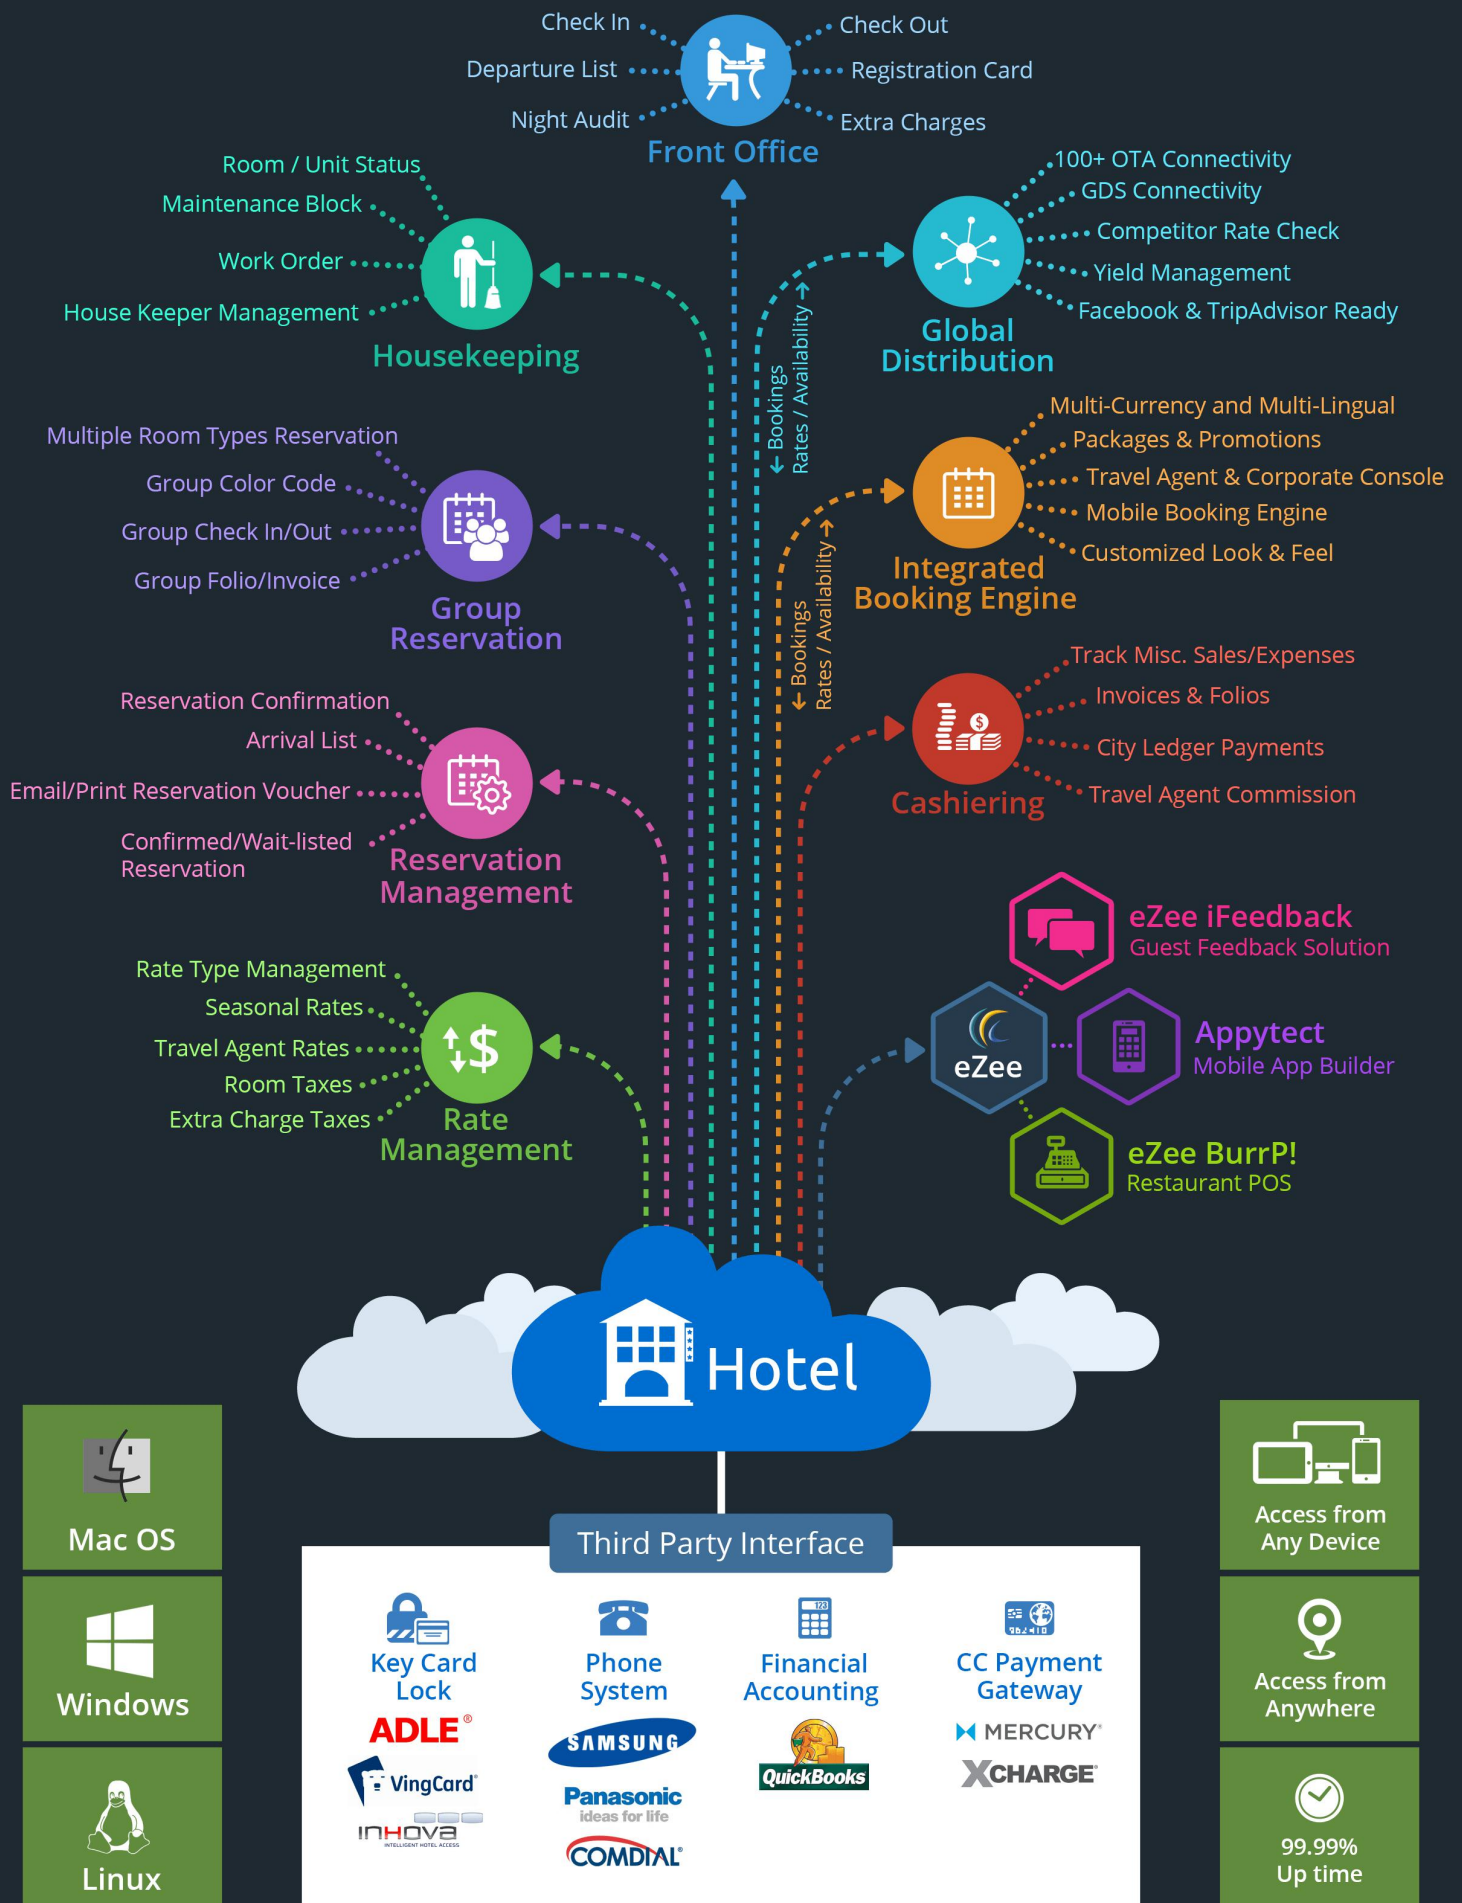 Check In
Departure List
Night Audit
Check Out
Registration Card
Extra Charges
Front Office
Room / Unit Status
Maintenance Block
Work Order
House Keeper Management
Housekeeping
100+ OTA Connectivity
GDS Connectivity
Competitor Rate Check
Yield Management
Facebook & TripAdvisor Ready
Global
Distribution
← Bookings
Rates / Availability →
Multiple Room Types Reservation
Group Color Code
Group Check In/Out
Group Folio/Invoice
Group
Reservation
Multi-Currency and Multi-Lingual
Packages & Promotions
Travel Agent & Corporate Console
Mobile Booking Engine
Customized Look & Feel
Integrated
Booking Engine
← Bookings
Rates / Availability →
Reservation Confirmation
Arrival List
Email/Print Reservation Voucher
Confirmed/Wait-listed
Reservation
Reservation
Management
Track Misc. Sales/Expenses
Invoices & Folios
City Ledger Payments
Travel Agent Commission
$
Cashiering
Rate Type Management
Seasonal Rates
Travel Agent Rates
Room Taxes
Extra Charge Taxes
$
Rate
Management
eZee iFeedback
Guest Feedback Solution
eZee
Appytect
Mobile App Builder
eZee BurrP!
Restaurant POS
Hotel
Mac OS
Windows
Linux
Third Party Interface
Key Card
Lock
ADLE®
VingCard®
INHOVA
INTELLIGENT HOTEL ACCESS
Phone
System
SAMSUNG
Panasonic
ideas for life
COMDIAL®
123
Financial
Accounting
QuickBooks
CC Payment
Gateway
MERCURY®
XCHARGE®
Access from
Any Device
Access from
Anywhere
99.99%
Up time